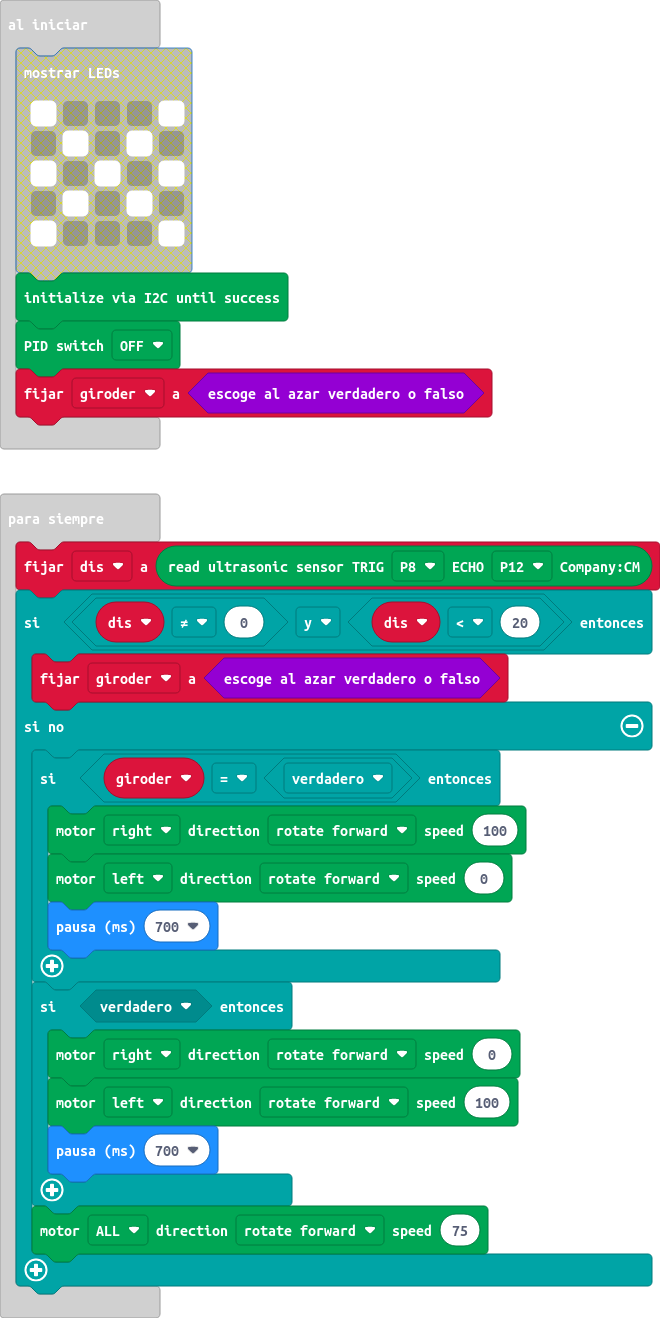 al iniciar
mostrar LEDs
initialize via I2C until success
PID switch OFF
fijar giroder a escoge al azar verdadero o falso
para siempre
fijar dis a read ultrasonic sensor TRIG P8 ECHO P12 Company:CM
si dis ≠ 0 y dis < 20 entonces
fijar giroder a escoge al azar verdadero o falso
si no
si giroder = verdadero entonces
motor right direction rotate forward speed 100
motor left direction rotate forward speed 0
pausa (ms) 700
si verdadero entonces
motor right direction rotate forward speed 0
motor left direction rotate forward speed 100
pausa (ms) 700
motor ALL direction rotate forward speed 75